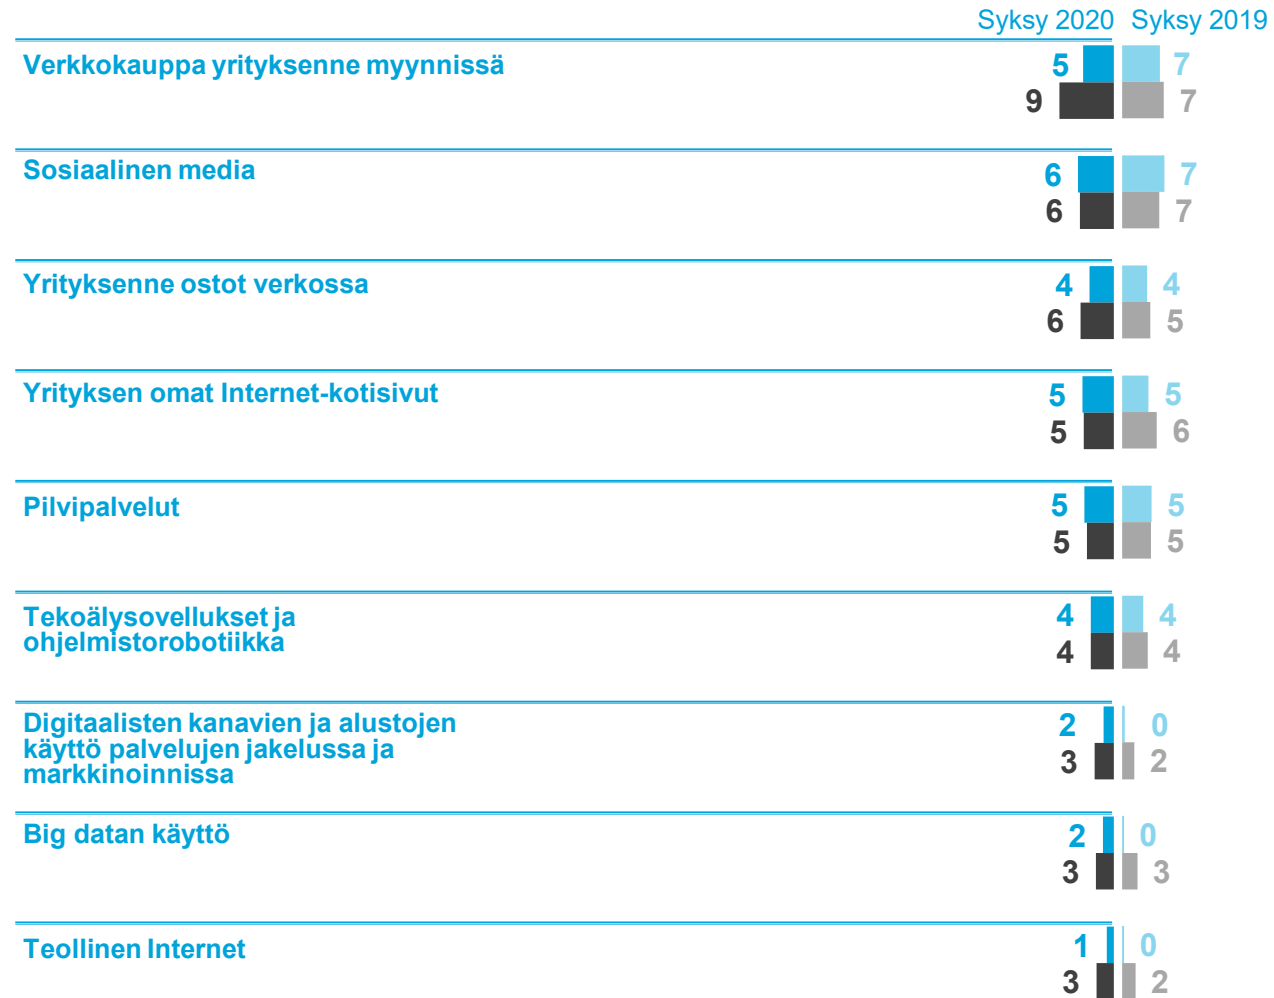 Syksy 2020 Syksy 2019
Verkkokauppa yrityksenne myynnissä
5 7
9 7
Sosiaalinen media
6 7
6 7
Yrityksenne ostot verkossa
4 4
6 5
Yrityksen omat Internet-kotisivut
5 5
5 6
Pilvipalvelut
5 5
5 5
Tekoälysovellukset ja
ohjelmistorobotiikka
4 4
4 4
Digitaalisten kanavien ja alustojen
käyttö palvelujen jakelussa ja
markkinoinnissa
2 0
3 2
Big datan käyttö
2 0
3 3
Teollinen Internet
1 0
3 2